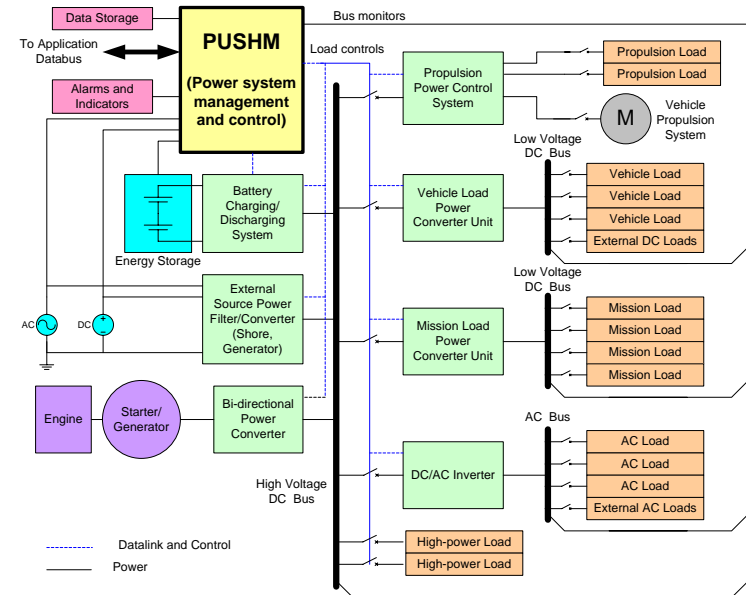 Data Storage
To Application
Databus
Alarms and
Indicators
PUSHM
(Power system
management
and control)
Bus monitors
Load controls
Propulsion
Power Control
System
Propulsion Load
Propulsion Load
M
Vehicle
Propulsion
System
Battery
Charging/
Discharging
System
Energy Storage
Vehicle Load
Power
Converter Unit
Low Voltage
DC Bus
Vehicle Load
Vehicle Load
Vehicle Load
External DC Loads
External
Source Power
Filter/Converter
(Shore,
Generator)
AC
DC
Mission Load
Power
Converter Unit
Low Voltage
DC Bus
Mission Load
Mission Load
Mission Load
Mission Load
Engine
Starter/
Generator
Bi-directional
Power
Converter
High Voltage
DC Bus
DC/AC Inverter
AC Bus
AC Load
AC Load
AC Load
External AC Loads
High-power Load
High-power Load
Datalink and Control
Power